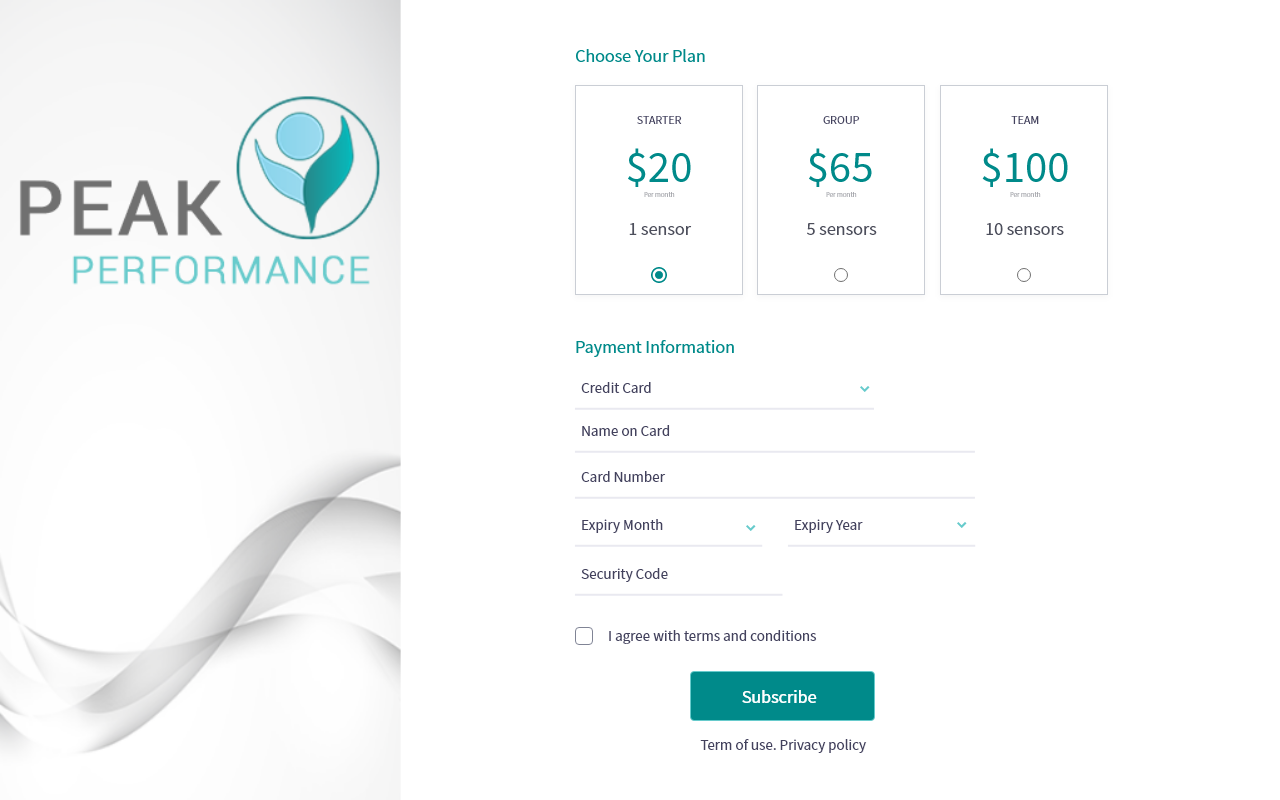 PEAK
PERFORMANCE
Choose Your Plan
STARTER
$20
Per month
1 sensor
GROUP
$65
Per month
5 sensors
TEAM
$100
Per month
10 sensors
Payment Information
Credit Card
Name on Card
Card Number
Expiry Month
Expiry Year
Security Code
I agree with terms and conditions
Subscribe
Term of use. Privacy policy